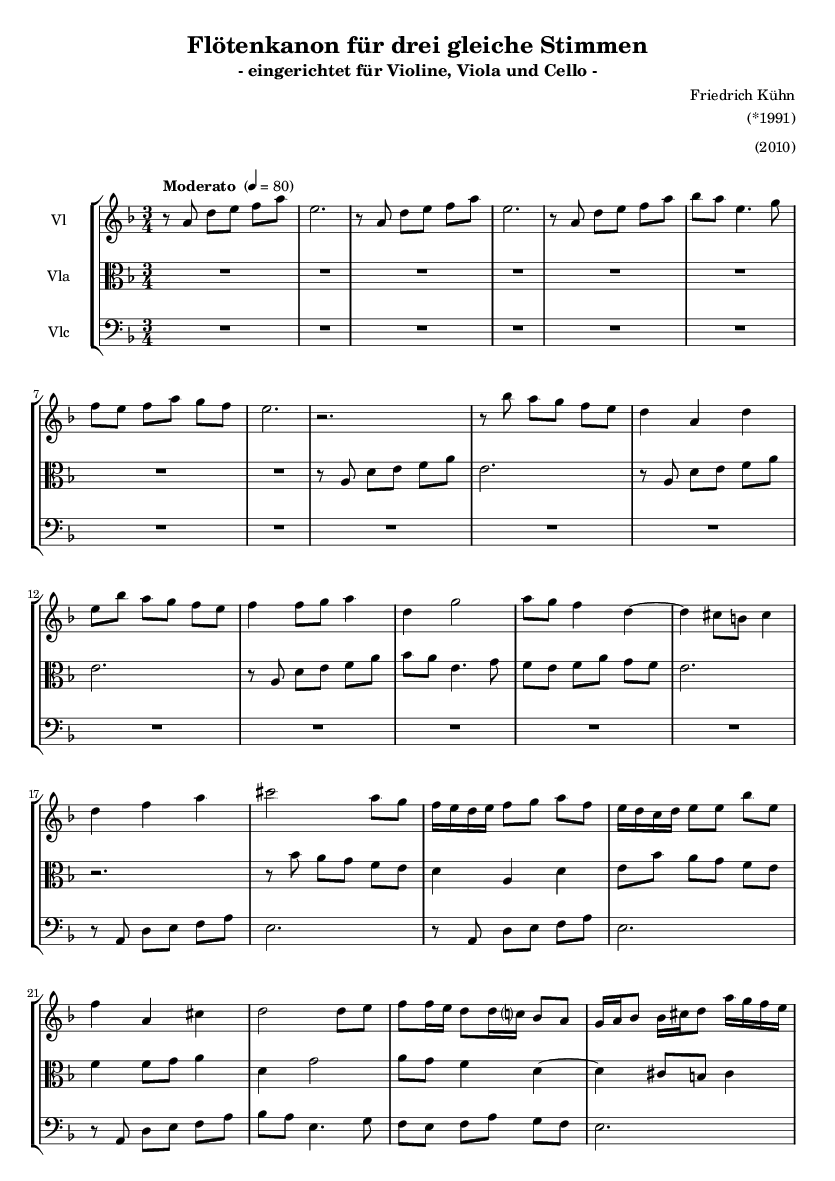 Flötenkanon für drei gleiche Stimmen
- eingerichtet für Violine, Viola und Cello -
Friedrich Kühn
(*1991)
(2010)
Moderato (♩ = 80)
Vl
Vla
Vlc
7
12
17
21